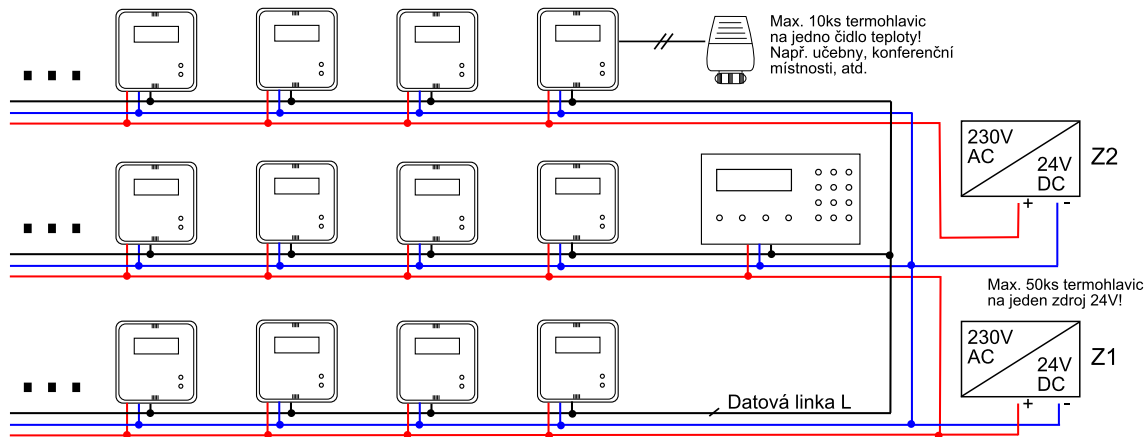 Max. 10ks termohlavic
na jedno čidlo teploty!
Např. učebny, konferenční
místnosti, atd.
230V
AC
24V
DC
Z2
+ -
Max. 50ks termohlavic
na jeden zdroj 24V!
230V
AC
24V
DC
Z1
+ -
Datová linka L